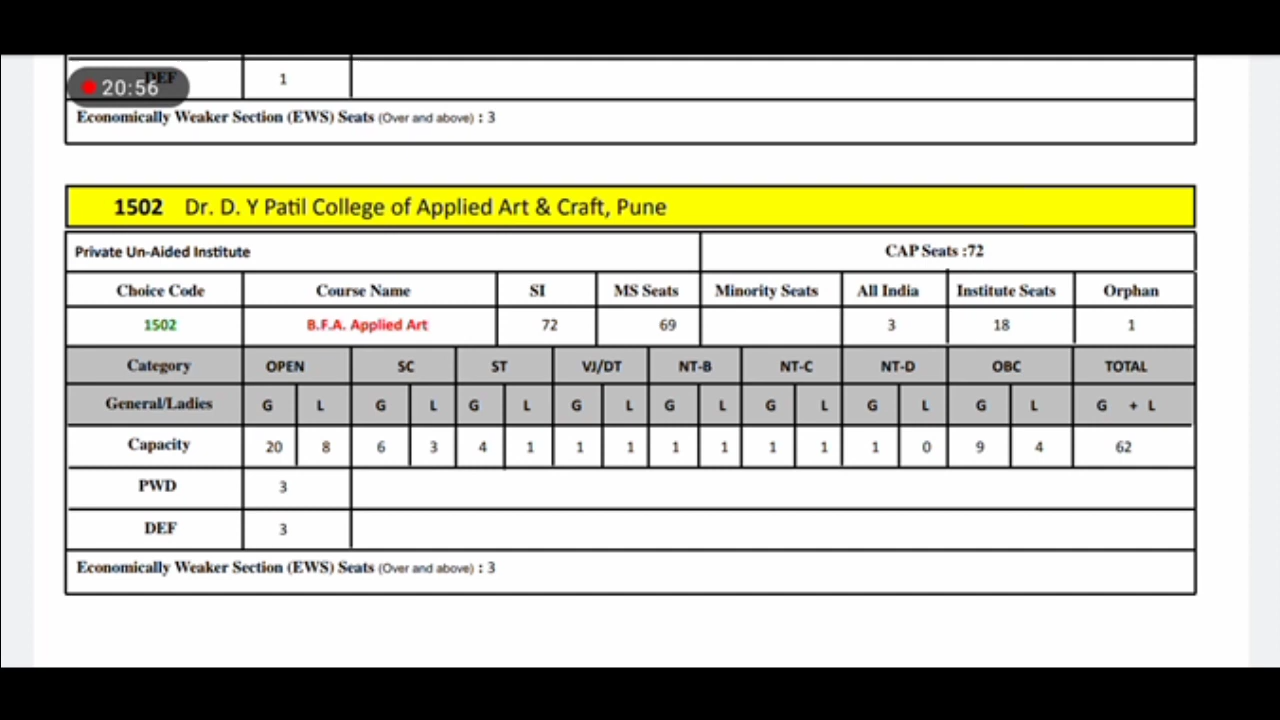 DEF 1
20:56
Economically Weaker Section (EWS) Seats (Over and above) : 3
1502 Dr. D. Y Patil College of Applied Art & Craft, Pune
Private Un-Aided Institute CAP Seats :72
Choice Code Course Name SI MS Seats Minority Seats All India Institute Seats Orphan
1502 B.F.A. Applied Art 72 69 3 18 1
Category OPEN SC ST VJ/DT NT-B NT-C NT-D OBC TOTAL
General/Ladies G L G L G L G L G L G L G L G L G + L
Capacity 20 8 6 3 4 1 1 1 1 1 1 1 1 0 9 4 62
PWD 3
DEF 3
Economically Weaker Section (EWS) Seats (Over and above) : 3